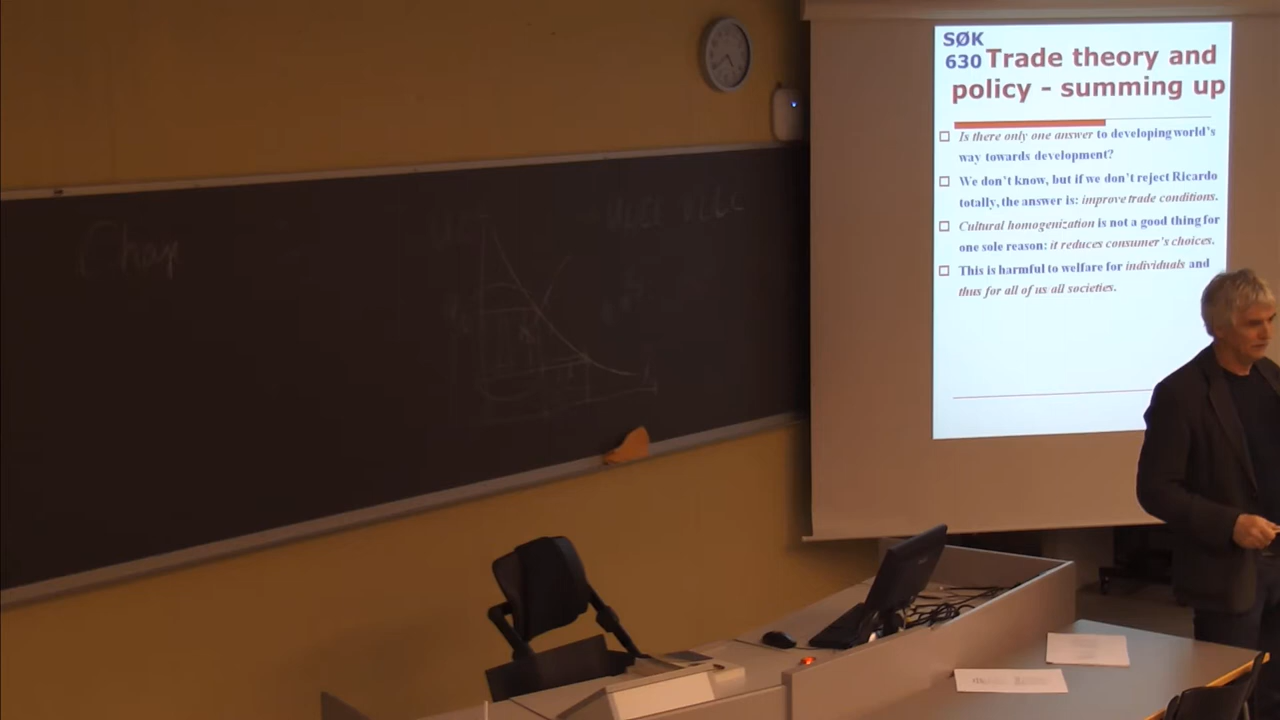 Chap
SØK
630 Trade theory and
policy - summing up
Is there only one answer to developing world's
way towards development?
We don't know, but if we don't reject Ricardo
totally, the answer is: improve trade conditions.
Cultural homogenization is not a good thing for
one sole reason: it reduces consumer's choices.
This is harmful to welfare for individuals and
thus for all of us all societies.